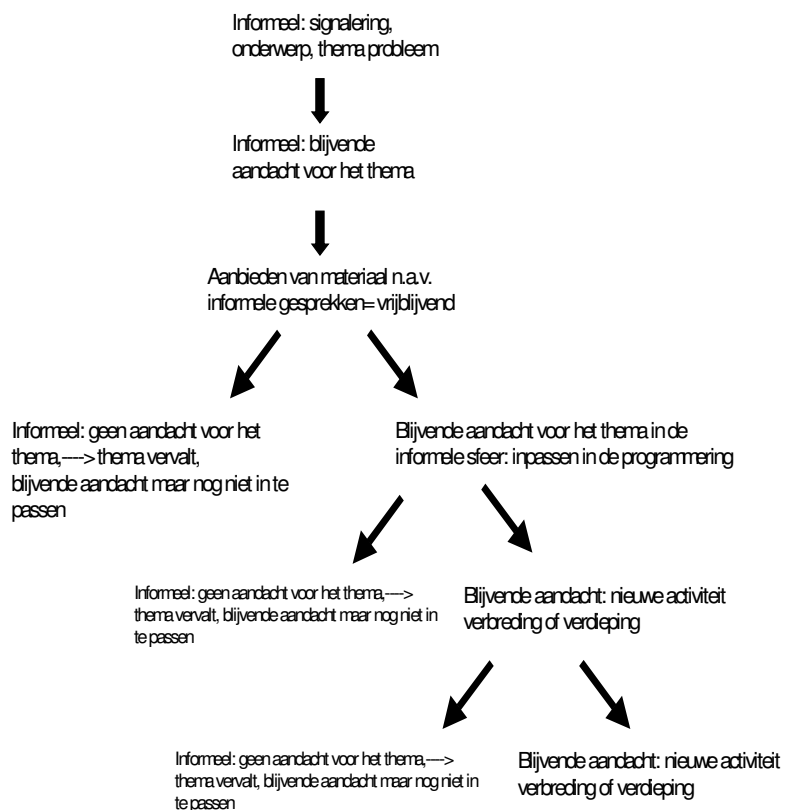 Informeel: signalering,
onderwerp, thema probleem
Informeel: blijvende
aandacht voor het thema
Aanbieden van materiaal n.a.v.
informele gesprekken= vrijblijvend
Informeel: geen aandacht voor het
thema,----> thema vervalt,
blijvende aandacht maar nog niet in te
passen
Blijvende aandacht voor het thema in de
informele sfeer: inpassen in de programmering
Informeel: geen aandacht voor het thema,---->
thema vervalt, blijvende aandacht maar nog niet in
te passen
Blijvende aandacht: nieuwe activiteit
verbreding of verdieping
Informeel: geen aandacht voor het thema,---->
thema vervalt, blijvende aandacht maar nog niet in
te passen
Blijvende aandacht: nieuwe activiteit
verbreding of verdieping